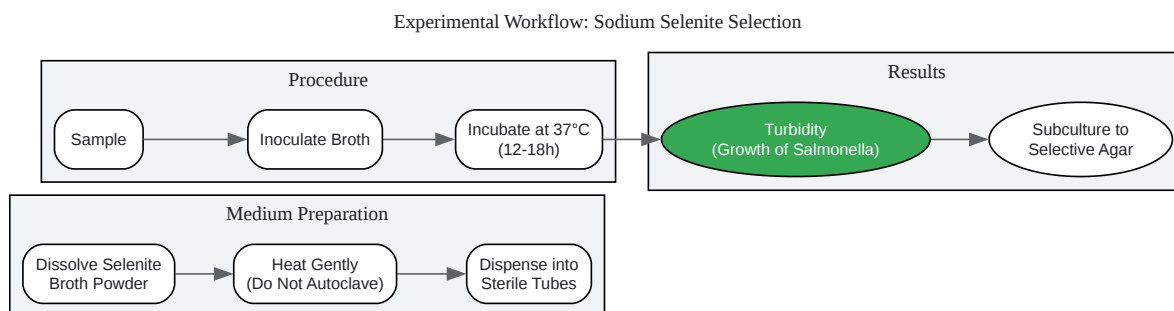 Experimental Workflow: Sodium Selenite Selection
Procedure
Sample
Inoculate Broth
Incubate at 37°C
(12-18h)
Results
Turbidity
(Growth of Salmonella)
Subculture to
Selective Agar
Medium Preparation
Dissolve Selenite
Broth Powder
Heat Gently
(Do Not Autoclave)
Dispense into
Sterile Tubes